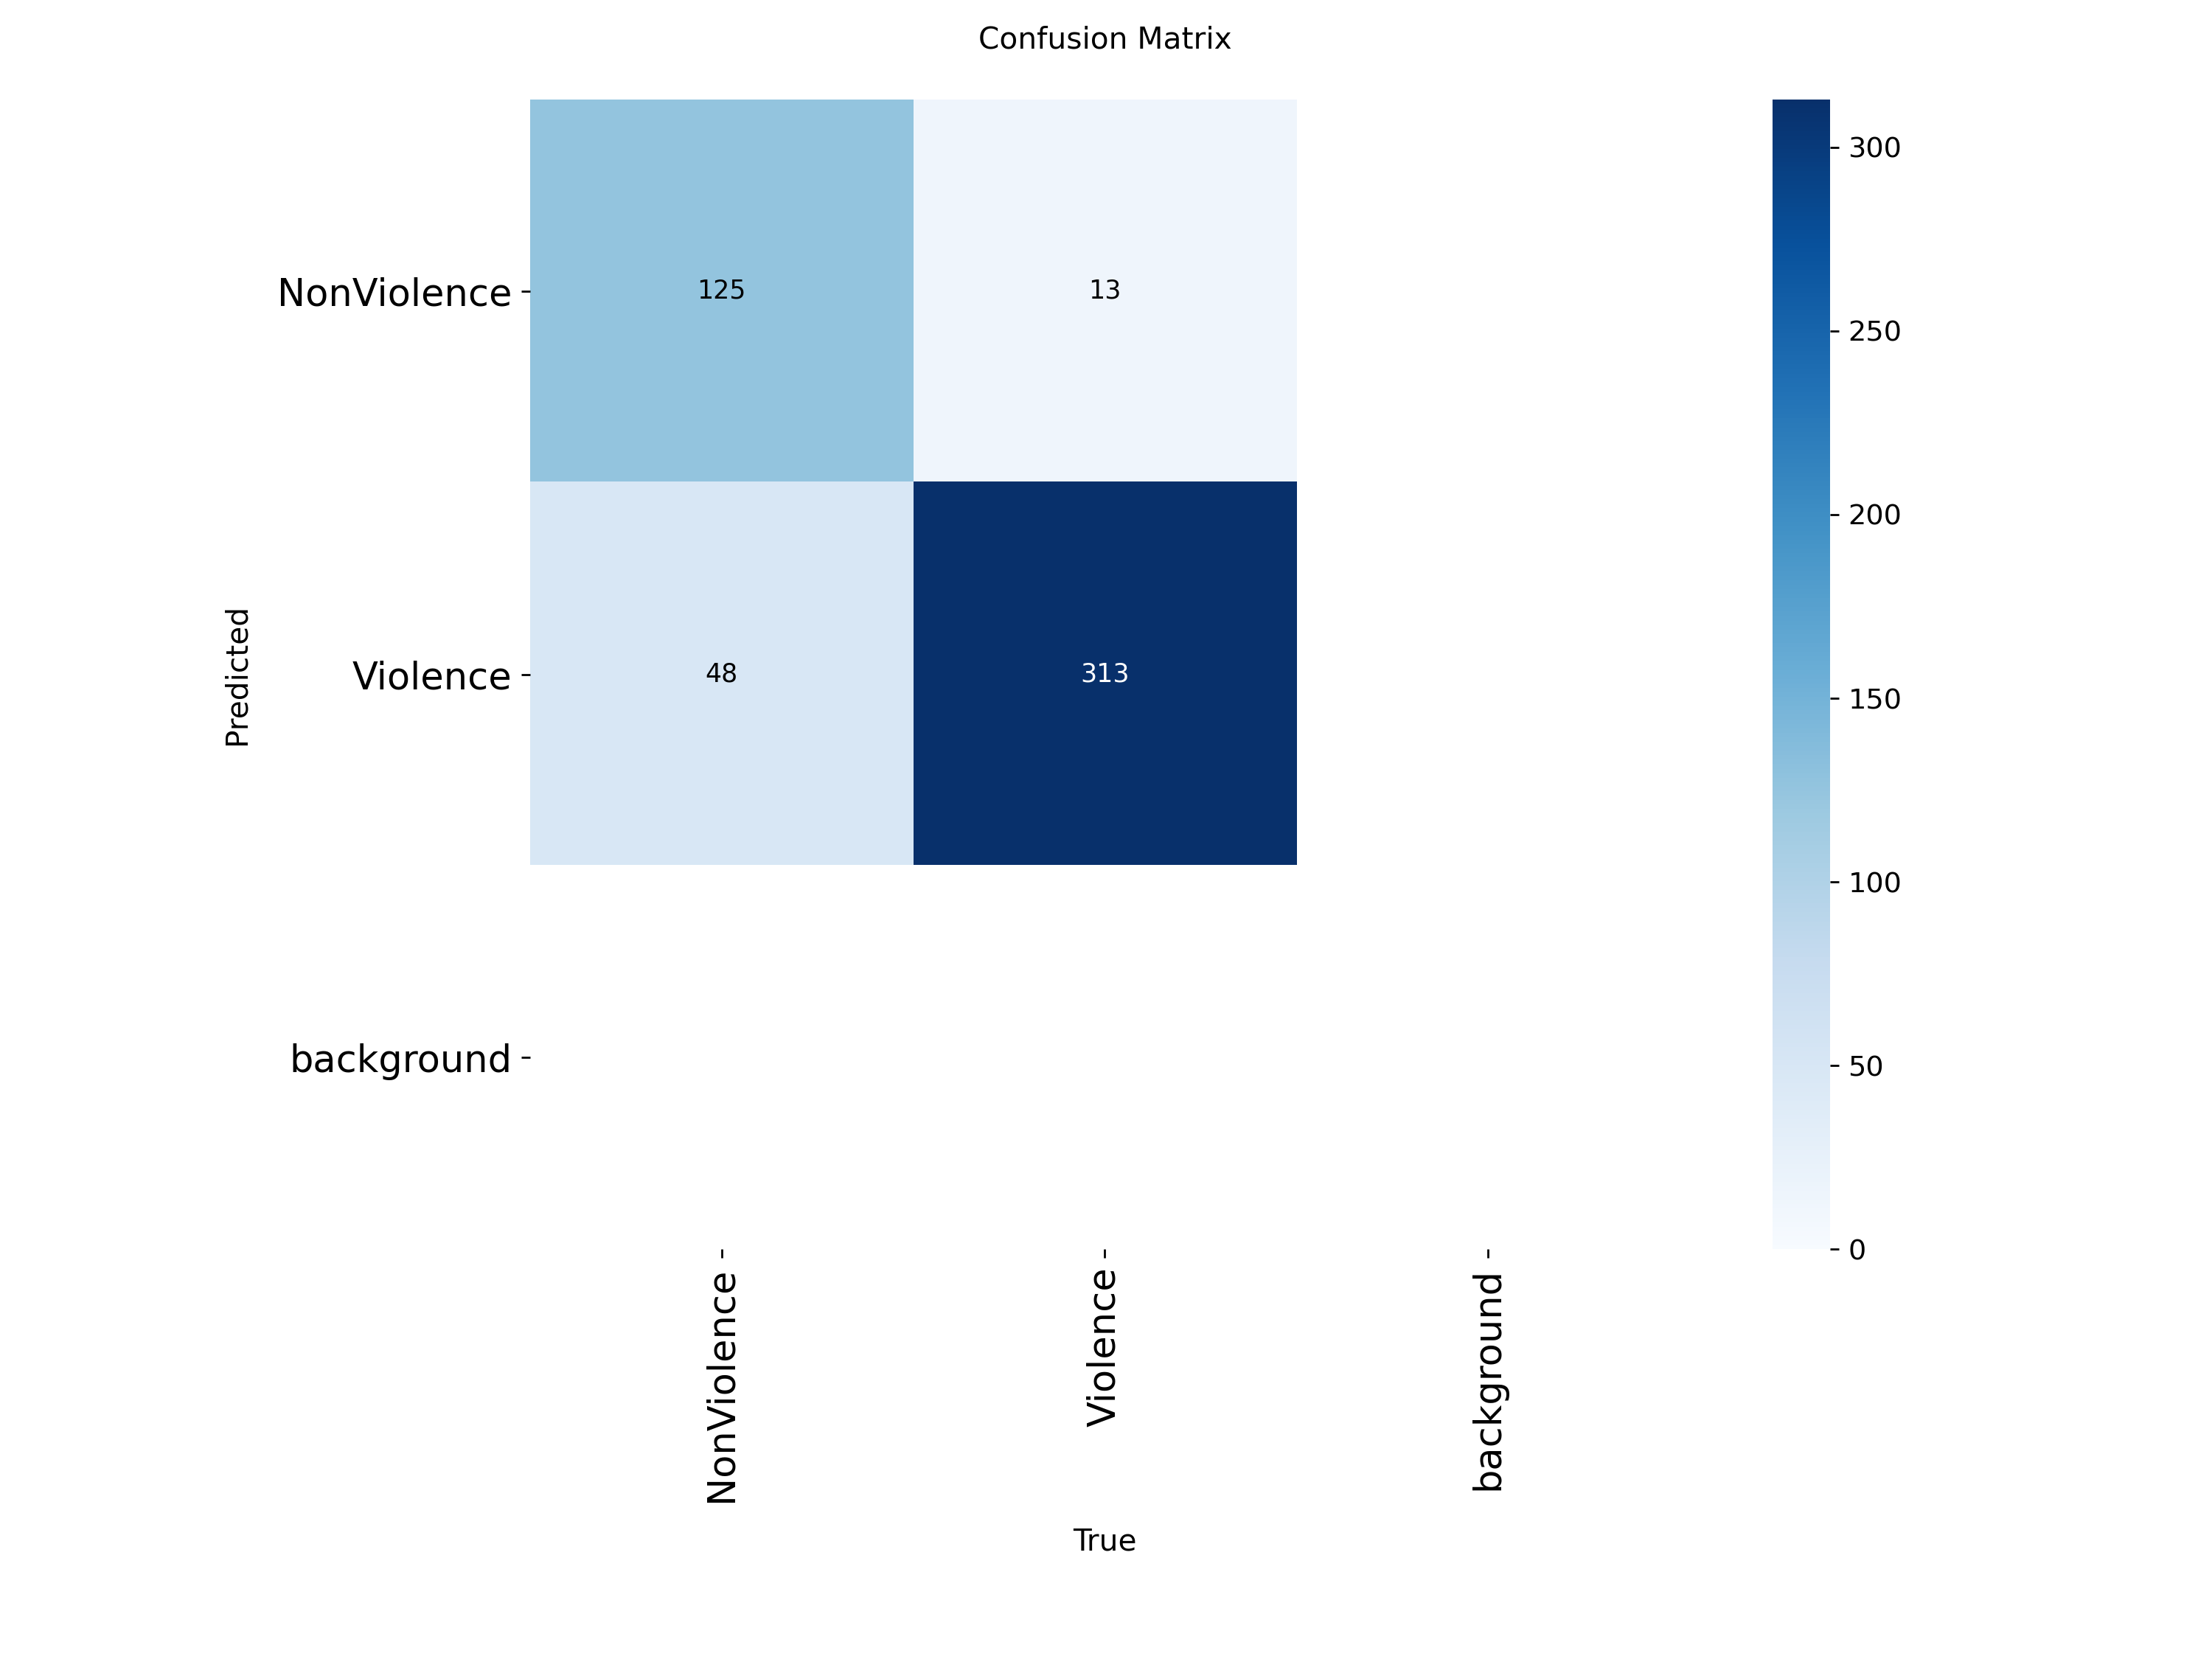 Confusion Matrix
NonViolence
125
13
Violence
48
313
background
Predicted
NonViolence
Violence
background
True
300
250
200
150
100
50
0